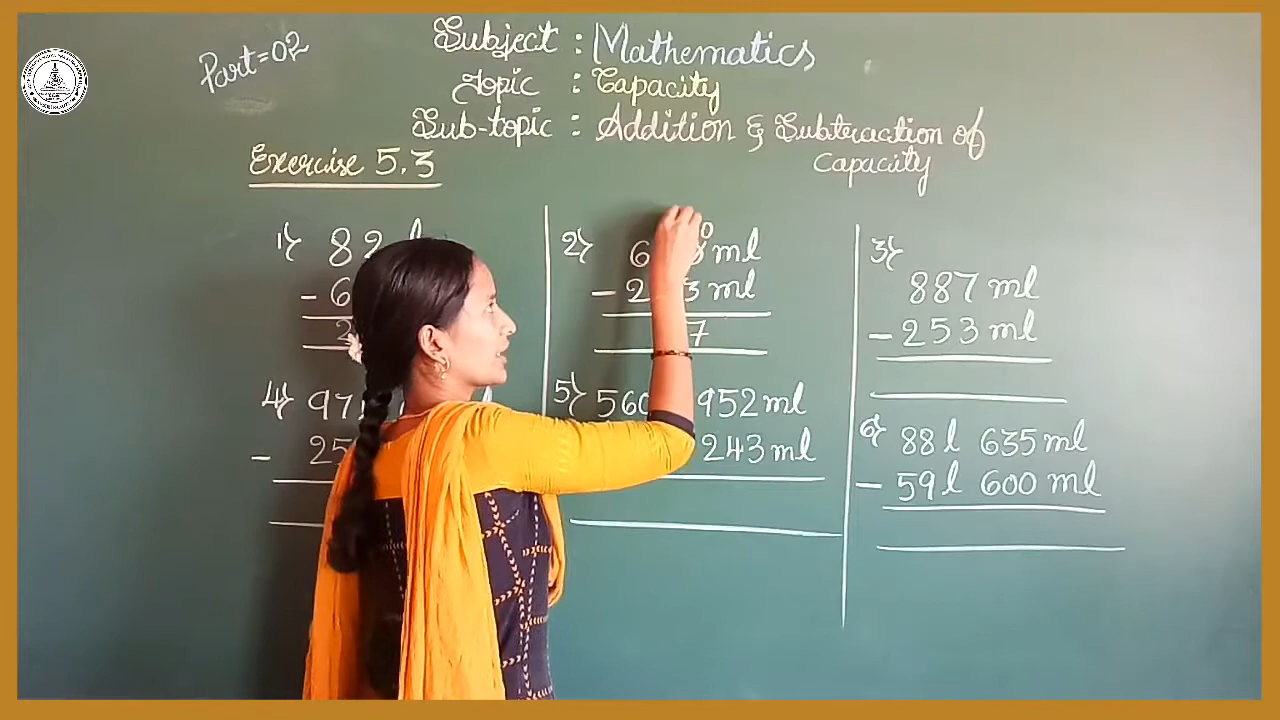 Part=02
Subject : Mathematics
Topic : Capacity
Sub-topic : Addition & Subtraction of
Capacity
Exercise 5.3
1} 82 l
- 6
2
2} 6 ml
- 2 3 ml
7
3}
887 ml
- 253 ml
4} 97
- 25
5} 560 952 ml
243 ml
6} 88 l 635 ml
- 59 l 600 ml